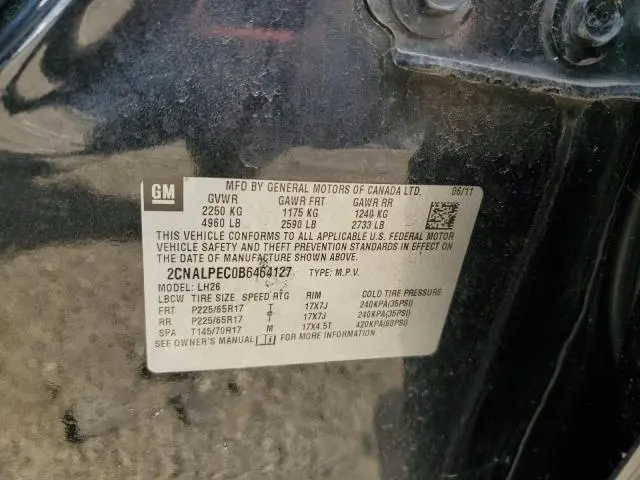 GM
MFD BY GENERAL MOTORS OF CANADA LTD. 06/11
GVWR GAWR FRT GAWR RR
2250 KG 1175 KG 1240 KG
4960 LB 2590 LB 2733 LB
THIS VEHICLE CONFORMS TO ALL APPLICABLE U.S. FEDERAL MOTOR
VEHICLE SAFETY AND THEFT PREVENTION STANDARDS IN EFFECT ON
THE DATE OF MANUFACTURE SHOWN ABOVE.
2CNALPEC0B6464127 TYPE: M.P.V.
MODEL: LH26
LBCW TIRE SIZE SPEED RTG RIM COLD TIRE PRESSURE
FRT P225/65R17 T 17X7J 240KPA(35PSI)
RR P225/65R17 T 17X7J 240KPA(35PSI)
SPA T145/70R17 M 17X4.5T 420KPA(60PSI)
SEE OWNER'S MANUAL FOR MORE INFORMATION.